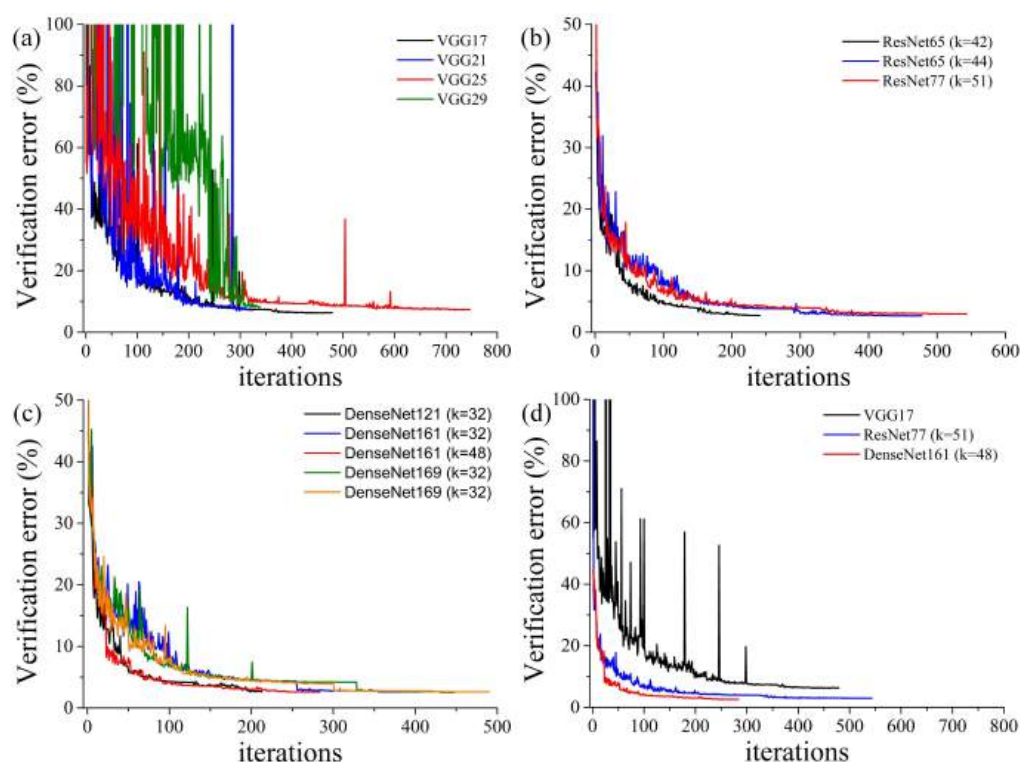 (a)
Verification error (%)
100
80
60
40
20
0
VGG17
VGG21
VGG25
VGG29
0 100 200 300 400 500 600 700 800
iterations
(b)
Verification error (%)
50
40
30
20
10
0
ResNet65 (k=42)
ResNet65 (k=44)
ResNet77 (k=51)
0 100 200 300 400 500 600
iterations
(c)
Verification error (%)
50
40
30
20
10
0
DenseNet121 (k=32)
DenseNet161 (k=32)
DenseNet161 (k=48)
DenseNet169 (k=32)
DenseNet169 (k=32)
0 100 200 300 400 500
iterations
(d)
Verification error (%)
100
80
60
40
20
0
VGG17
ResNet77 (k=51)
DenseNet161 (k=48)
0 100 200 300 400 500 600 700 800
iterations